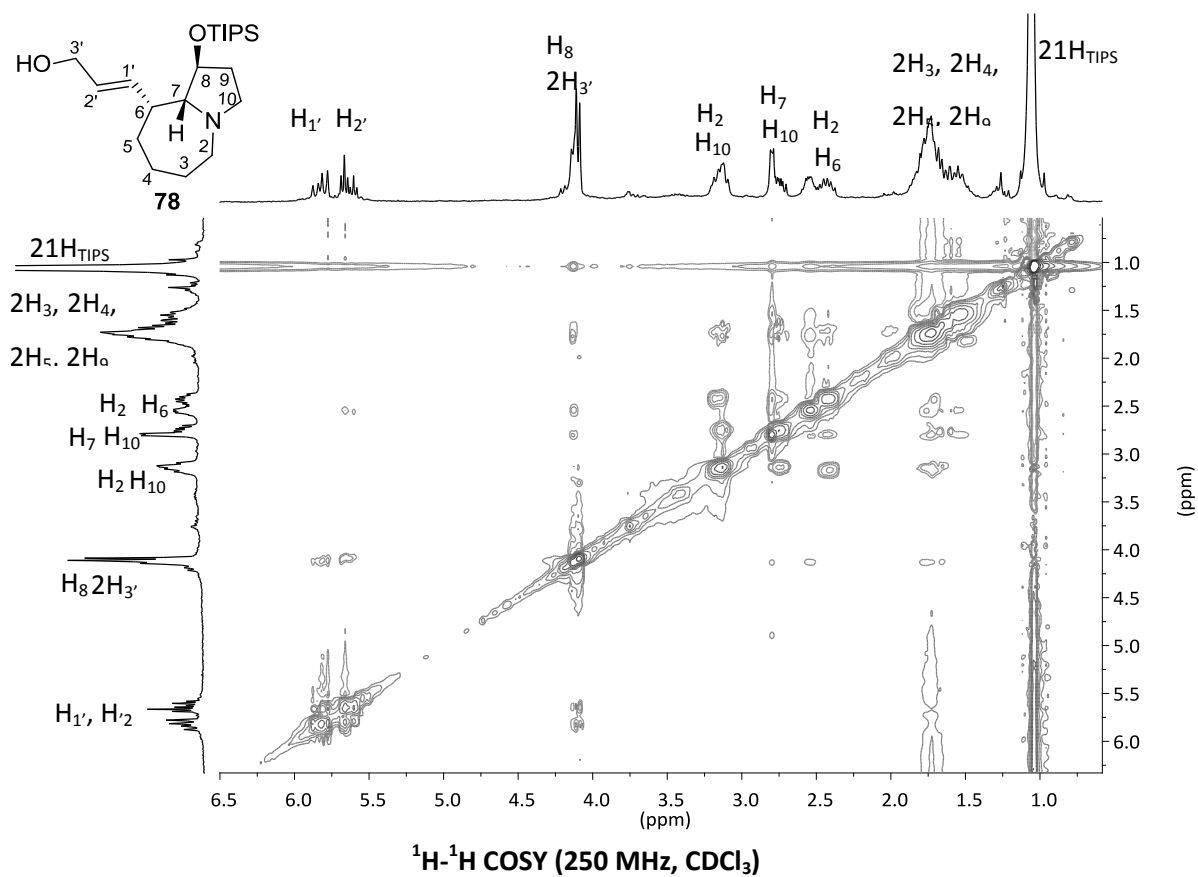 OTIPS
3'
HO
1'
2'
8
9
7
6
10
H
N
5
2
3
4
78
H1' H2'
H8
2H3'
H2
H10
H7
H10
H2
H6
2H3, 2H4,
2H5, 2H9
21HTIPS
21HTIPS
2H3, 2H4,
2H5, 2H9
H2 H6
H7 H10
H2 H10
H8 2H3'
H1', H'2
1.0
1.5
2.0
2.5
3.0
3.5
4.0
4.5
5.0
5.5
6.0
(ppm)
6.5 6.0 5.5 5.0 4.5 4.0 3.5 3.0 2.5 2.0 1.5 1.0
(ppm)
¹H-¹H COSY (250 MHz, CDCl₃)